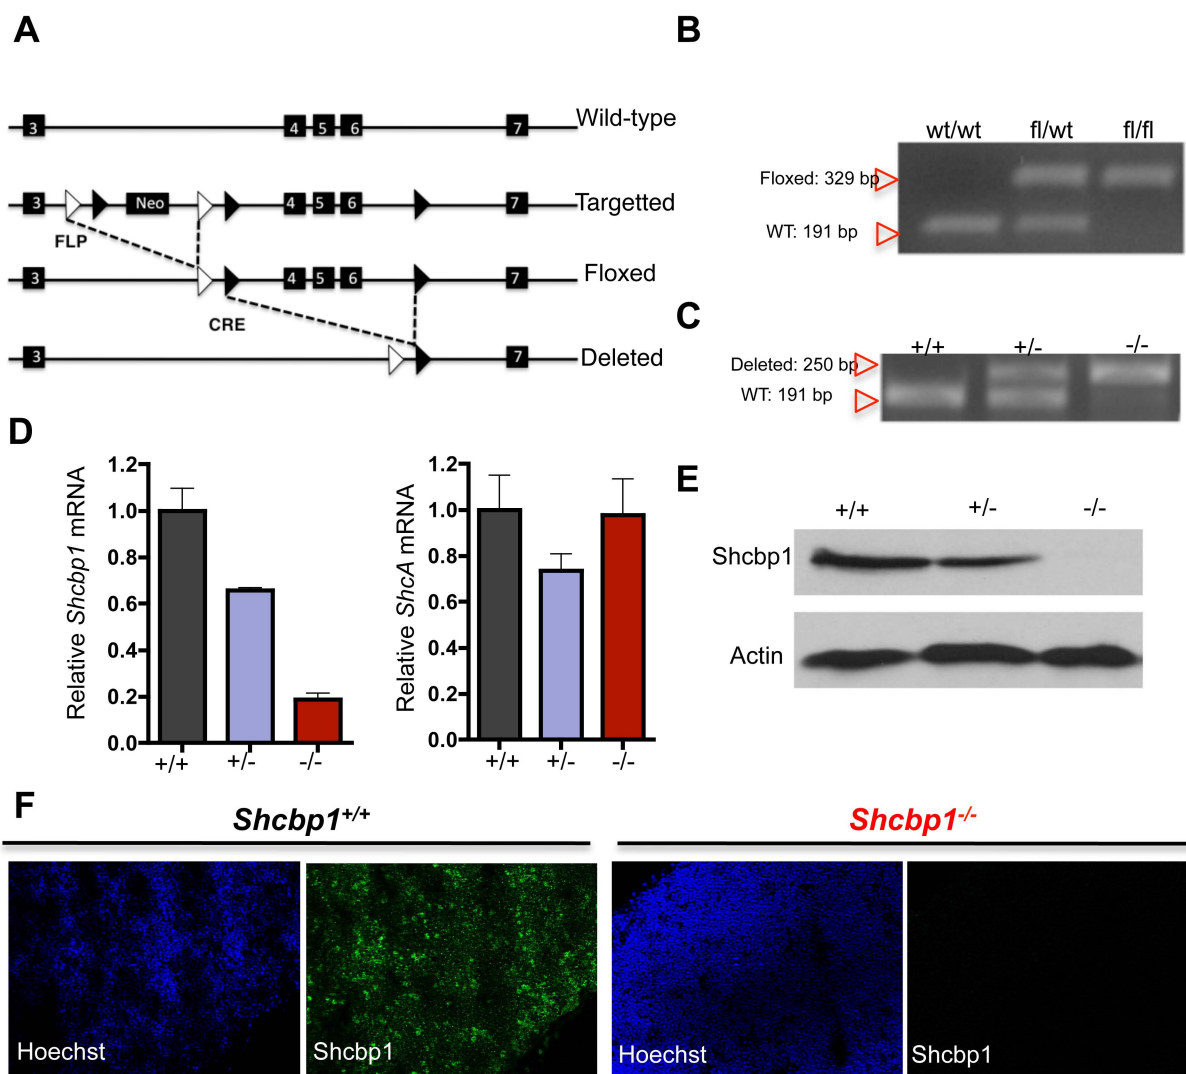 A
3 4 5 6 7 Wild-type
3 Neo 4 5 6 7 Targetted
FLP
3 4 5 6 7 Floxed
CRE
3 7 Deleted
B
wt/wt fl/wt fl/fl
Floxed: 329 bp
WT: 191 bp
C
+/+ +/- -/-
Deleted: 250 bp
WT: 191 bp
D
Relative Shcbp1 mRNA
1.2
1.0
0.8
0.6
0.4
0.2
0.0
+/+ +/- -/-
Relative ShcA mRNA
1.2
1.0
0.8
0.6
0.4
0.2
0.0
+/+ +/- -/-
E
+/+ +/- -/-
Shcbp1
Actin
F
Shcbp1+/+
Shcbp1-/-
Hoechst
Shcbp1
Hoechst
Shcbp1